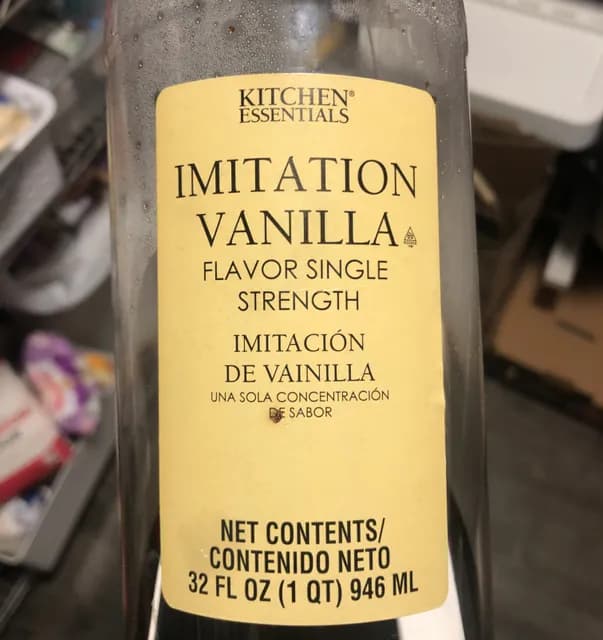 KITCHEN®
ESSENTIALS
IMITATION
VANILLA
FLAVOR SINGLE
STRENGTH
IMITACIÓN
DE VAINILLA
UNA SOLA CONCENTRACIÓN
DE SABOR
NET CONTENTS/
CONTENIDO NETO
32 FL OZ (1 QT) 946 ML